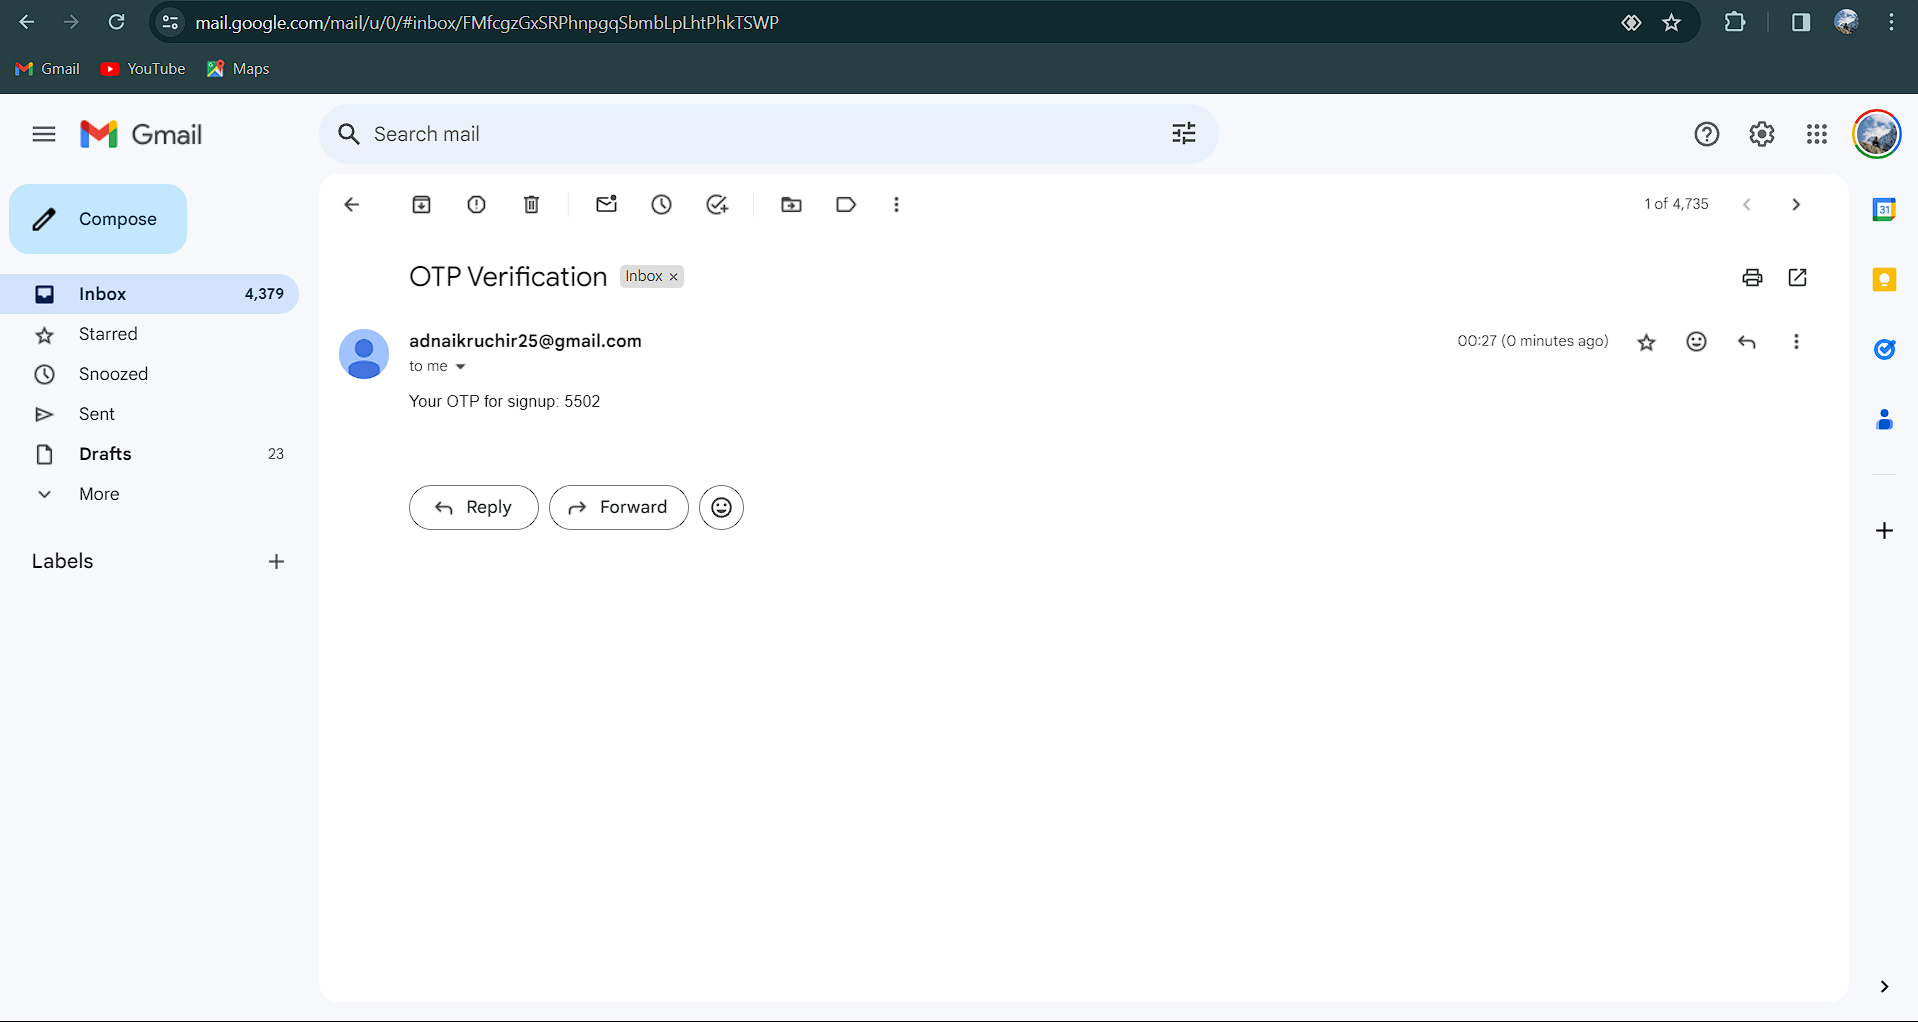 mail.google.com/mail/u/0/#inbox/FMfcgzGxSRPhnpgqSbmbLpLhtPhkTSWP
Gmail YouTube Maps
Gmail
Search mail
Compose
1 of 4,735
OTP Verification Inbox ×
Inbox 4,379
Starred
Snoozed
Sent
Drafts 23
More
Labels
adnaikruchir25@gmail.com 00:27 (0 minutes ago)
to me
Your OTP for signup: 5502
Reply Forward
31